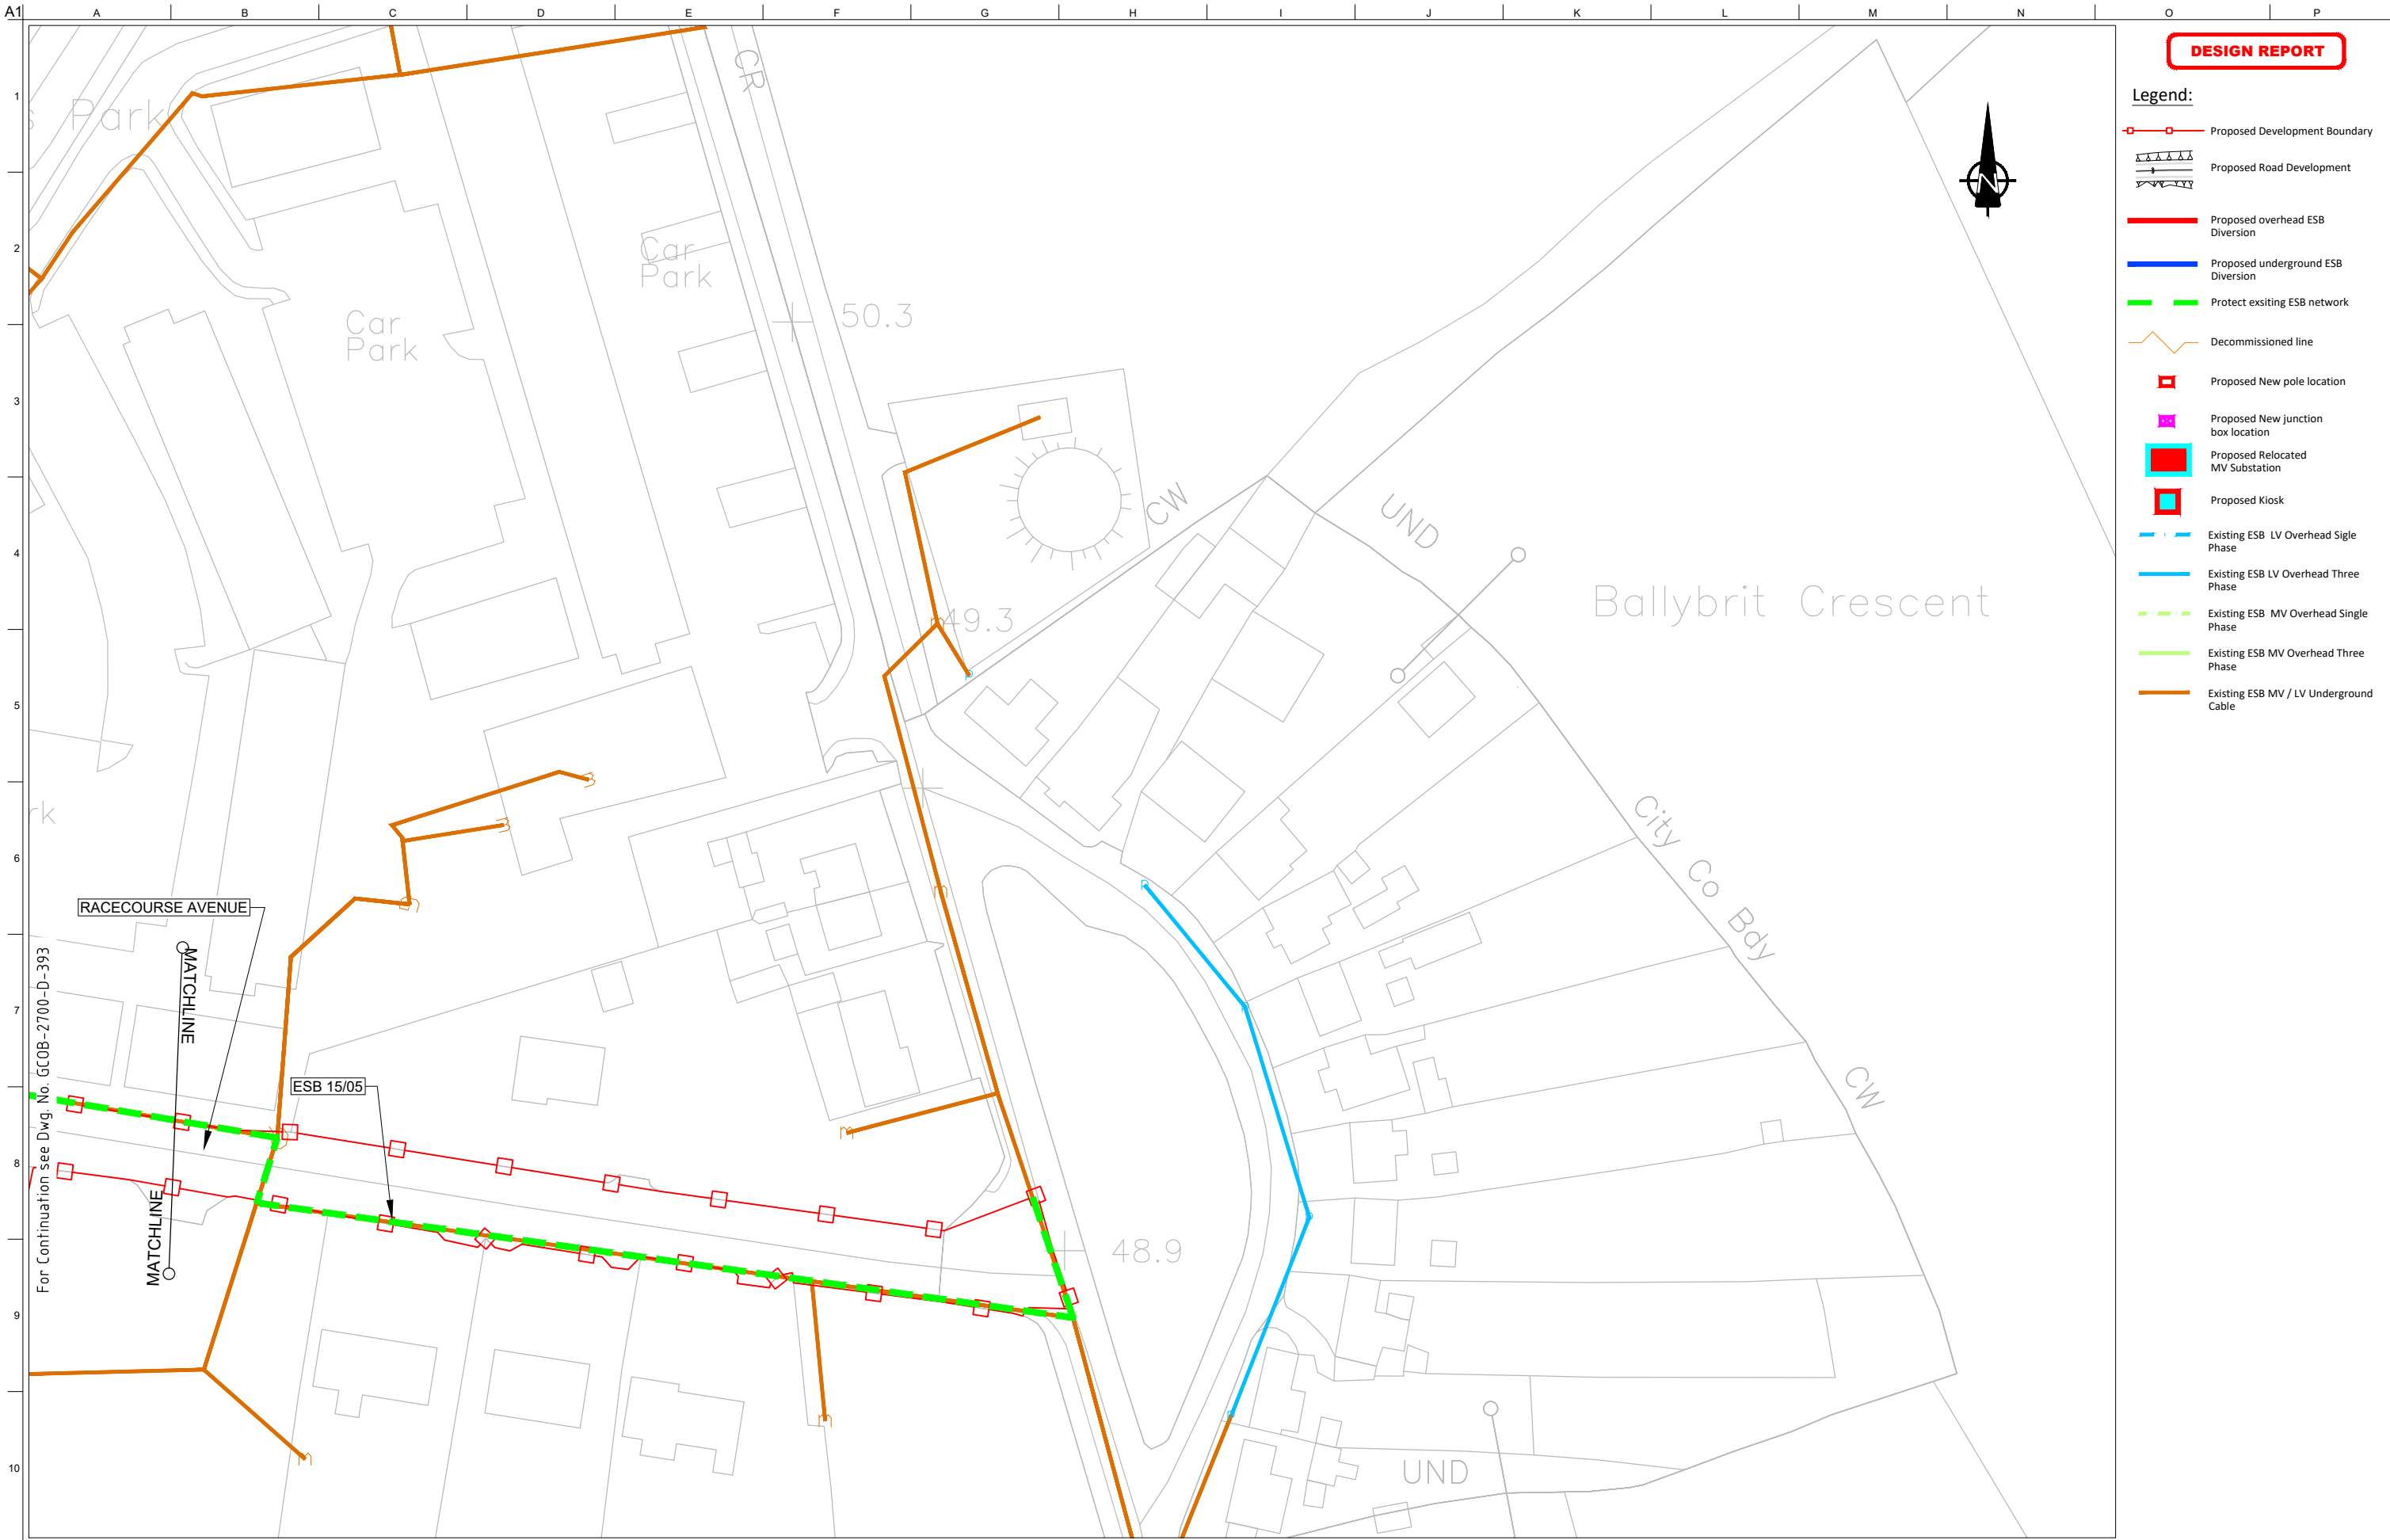 A1
A B C D E F G H I J K L M N O P
1
2
3
4
5
6
7
8
9
10
DESIGN REPORT
Legend:
Proposed Development Boundary
Proposed Road Development
Proposed overhead ESB
Diversion
Proposed underground ESB
Diversion
Protect exsiting ESB network
Decommissioned line
Proposed New pole location
Proposed New junction
box location
Proposed Relocated
MV Substation
Proposed Kiosk
Existing ESB LV Overhead Sigle
Phase
Existing ESB LV Overhead Three
Phase
Existing ESB MV Overhead Single
Phase
Existing ESB MV Overhead Three
Phase
Existing ESB MV / LV Underground
Cable
N
CR
s Park
Car
Park
Car
Park
50.3
CW
UND
49.3
Ballybrit Crescent
rk
City Co Bdy
CW
RACECOURSE AVENUE
MATCHLINE
For Continuation see Dwg. No. GCOB-2700-D-393
ESB 15/05
MATCHLINE
48.9
UND